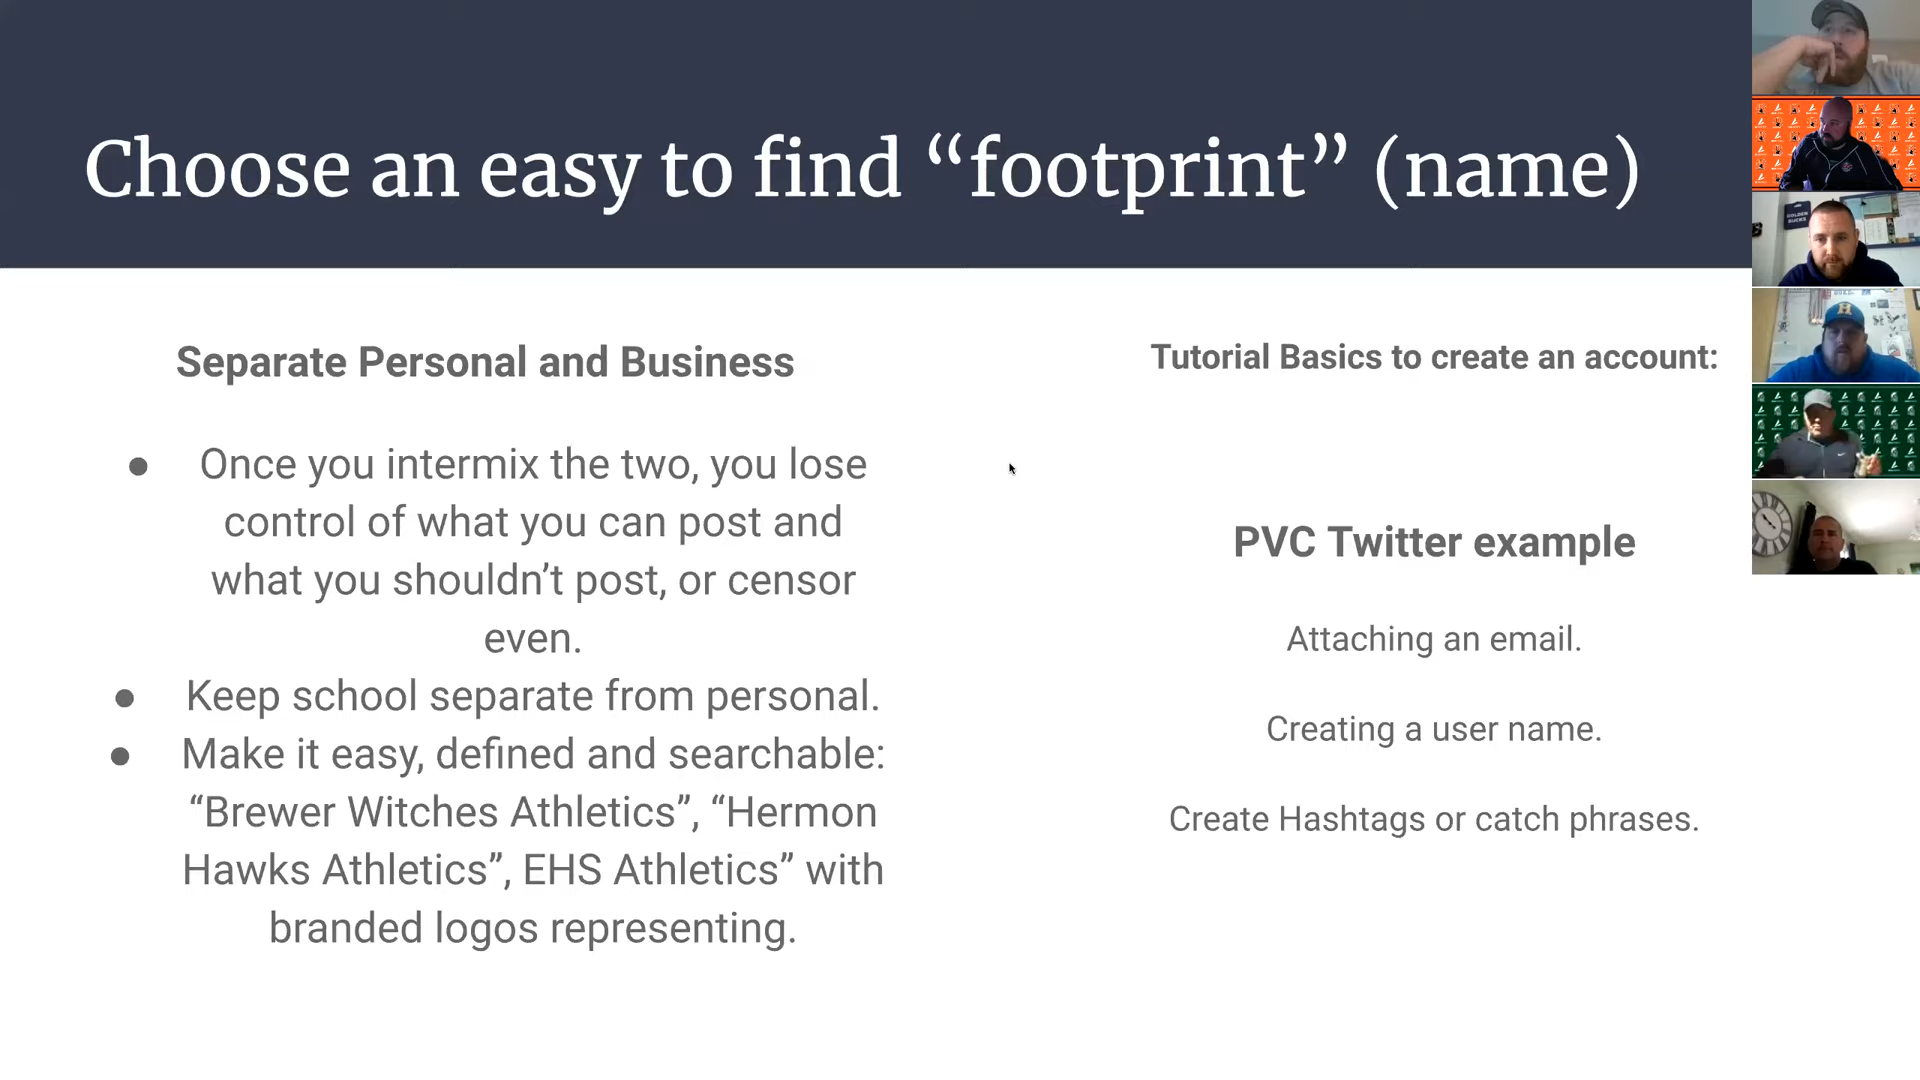 Choose an easy to find “footprint” (name)
Separate Personal and Business
● Once you intermix the two, you lose
control of what you can post and
what you shouldn’t post, or censor
even.
● Keep school separate from personal.
● Make it easy, defined and searchable:
“Brewer Witches Athletics”, “Hermon
Hawks Athletics”, EHS Athletics” with
branded logos representing.
Tutorial Basics to create an account:
PVC Twitter example
Attaching an email.
Creating a user name.
Create Hashtags or catch phrases.
GOLDEN
BUCKS
H